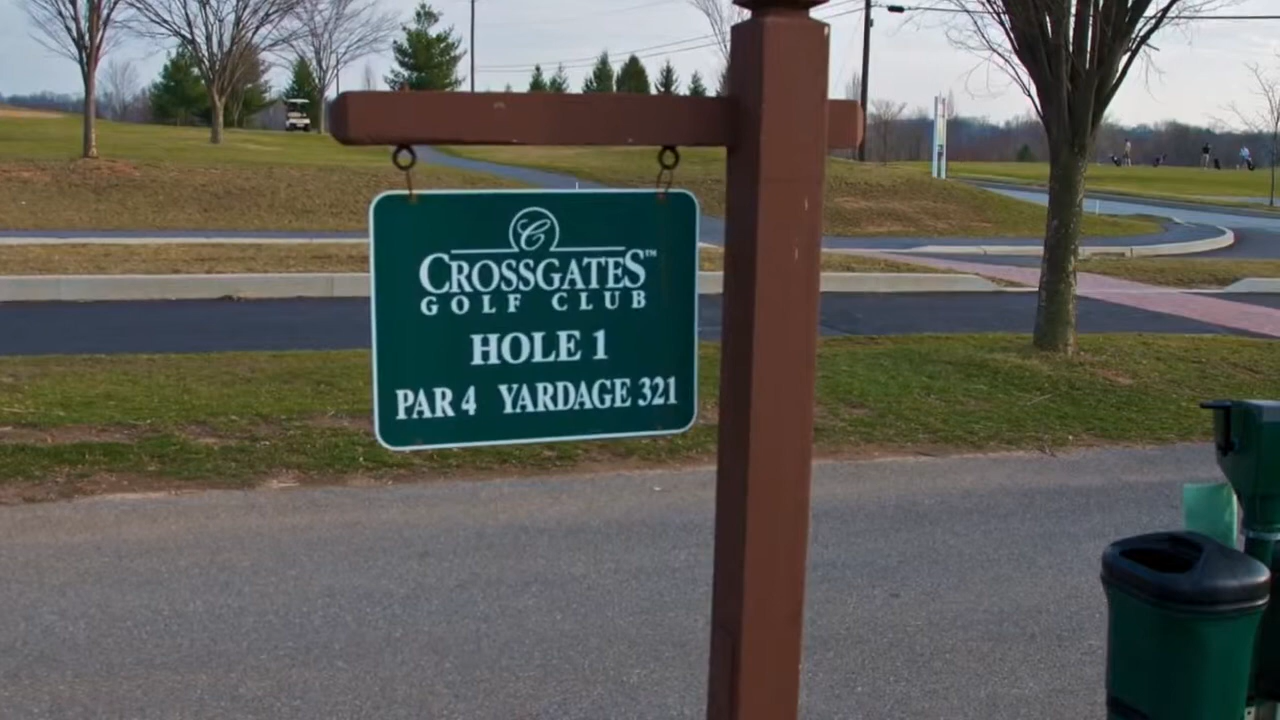 C
CROSSGATES™
GOLF CLUB
HOLE 1
PAR 4 YARDAGE 321